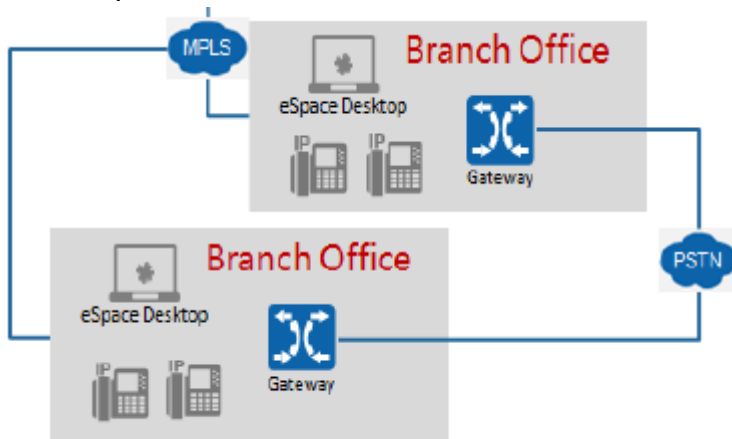 MPLS
Branch Office
eSpace Desktop
IP
IP
Gateway
PSTN
Branch Office
eSpace Desktop
IP
IP
Gateway